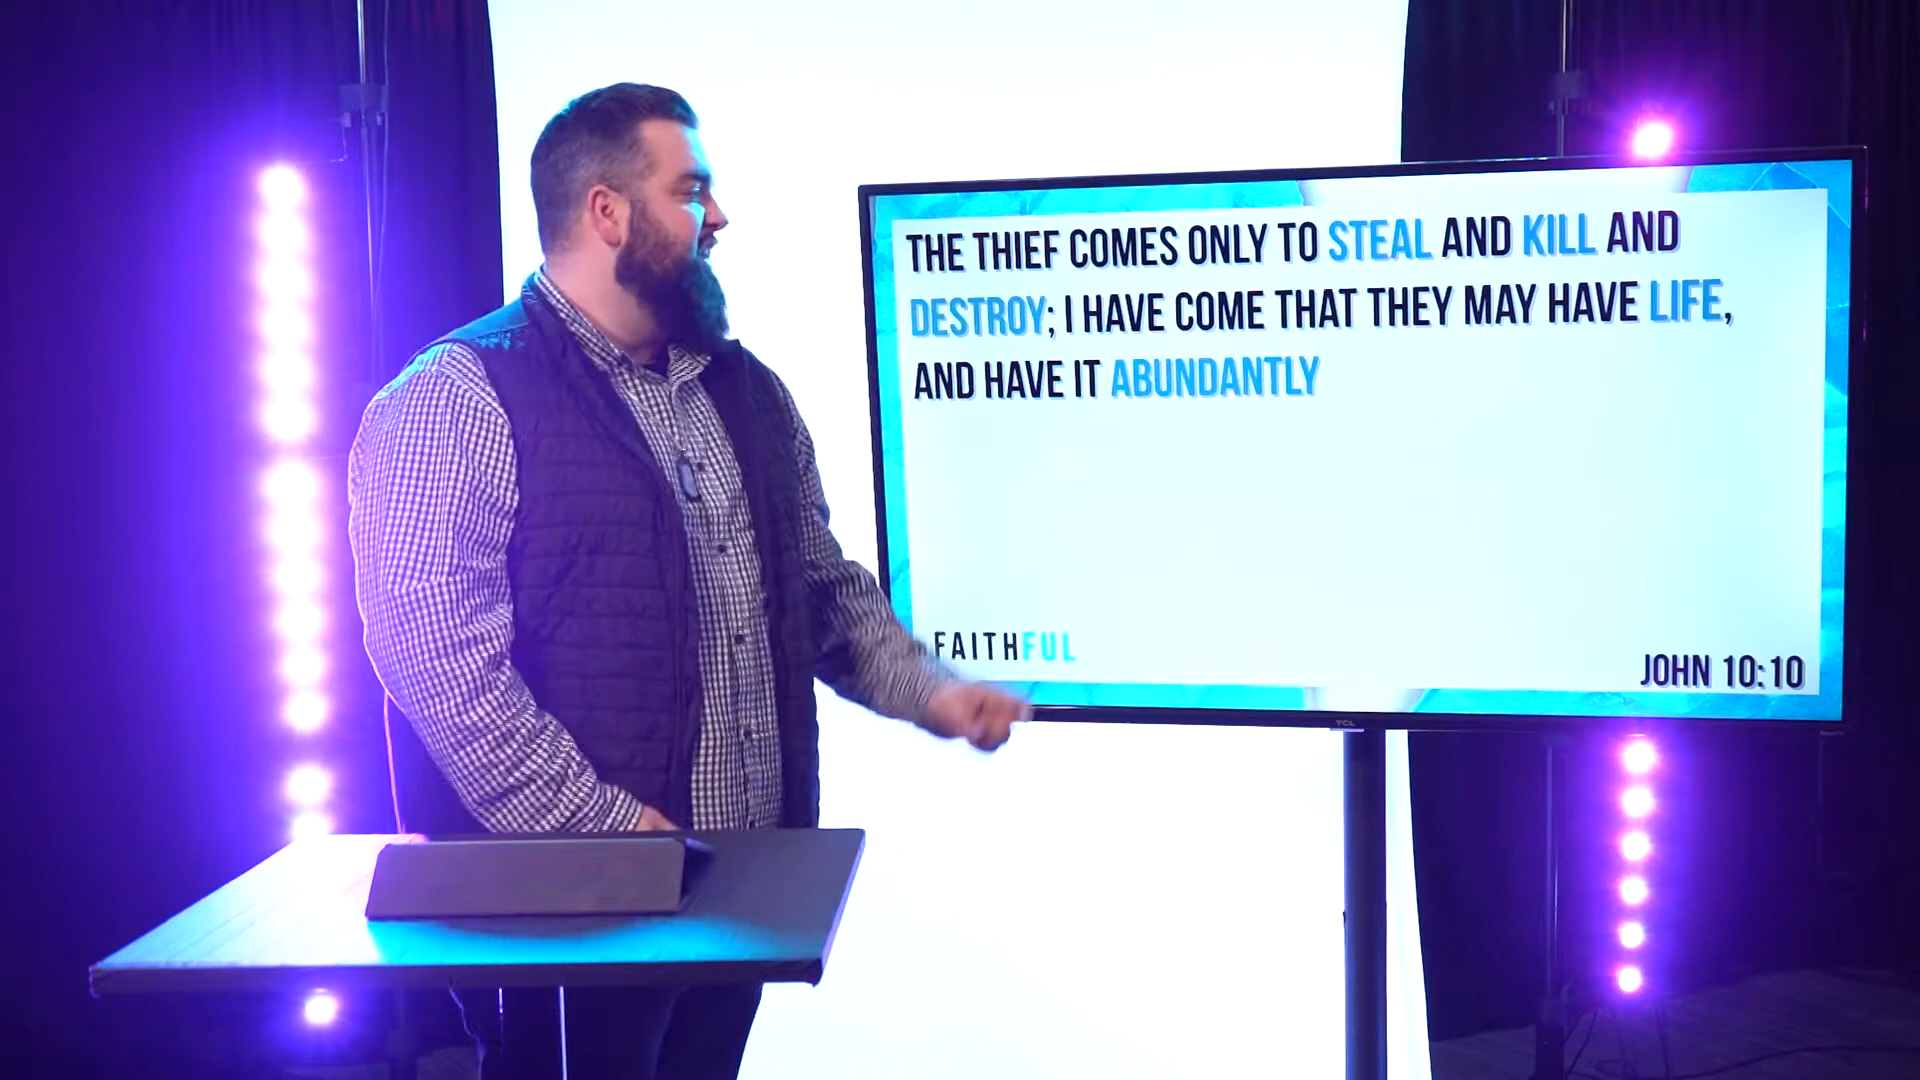 THE THIEF COMES ONLY TO STEAL AND KILL AND
DESTROY; I HAVE COME THAT THEY MAY HAVE LIFE,
AND HAVE IT ABUNDANTLY
FAITHFUL
JOHN 10:10
TCL